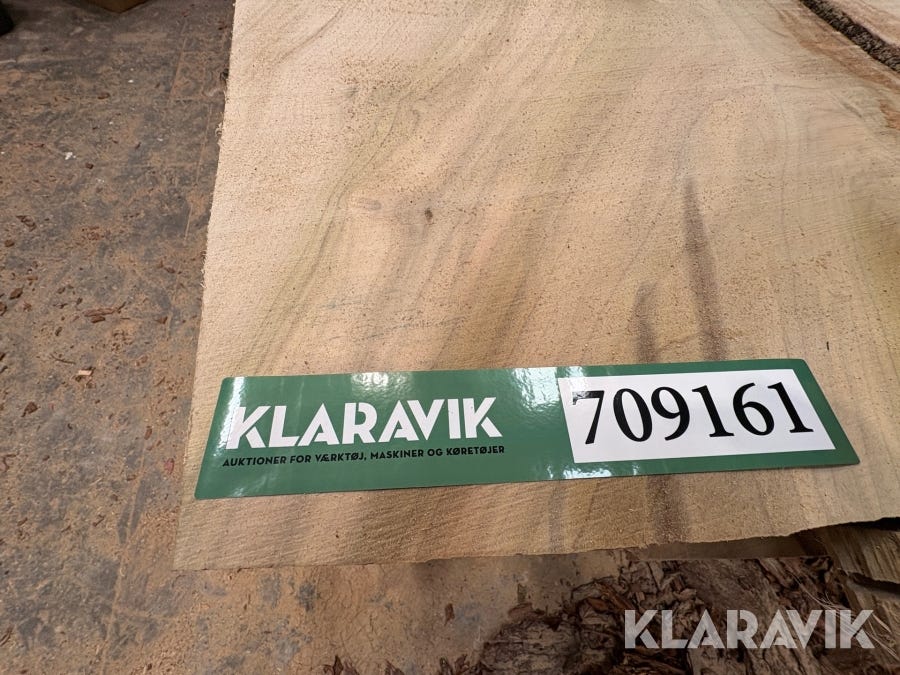 KLARAVIK
AUKTIONER FOR VÆRKTØJ, MASKINER OG KØRETØJER
709161
KLARAVIK